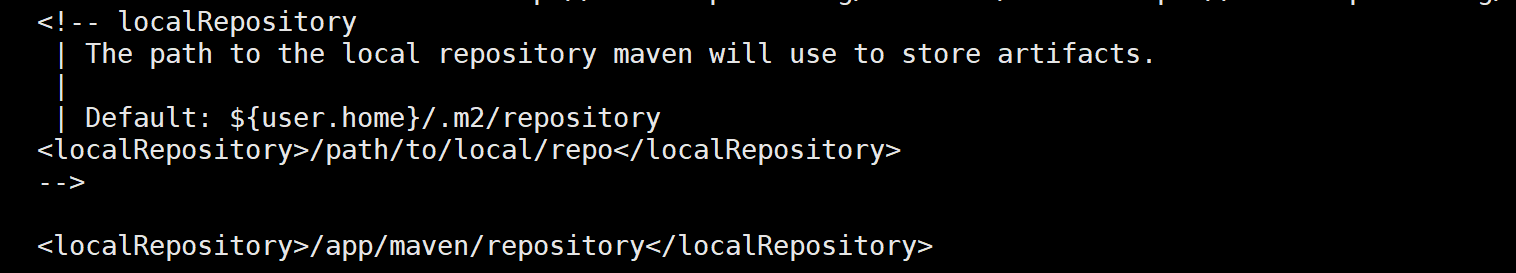 <!-- localRepository
| The path to the local repository maven will use to store artifacts.
|
| Default: ${user.home}/.m2/repository
<localRepository>/path/to/local/repo</localRepository>
-->
<localRepository>/app/maven/repository</localRepository>